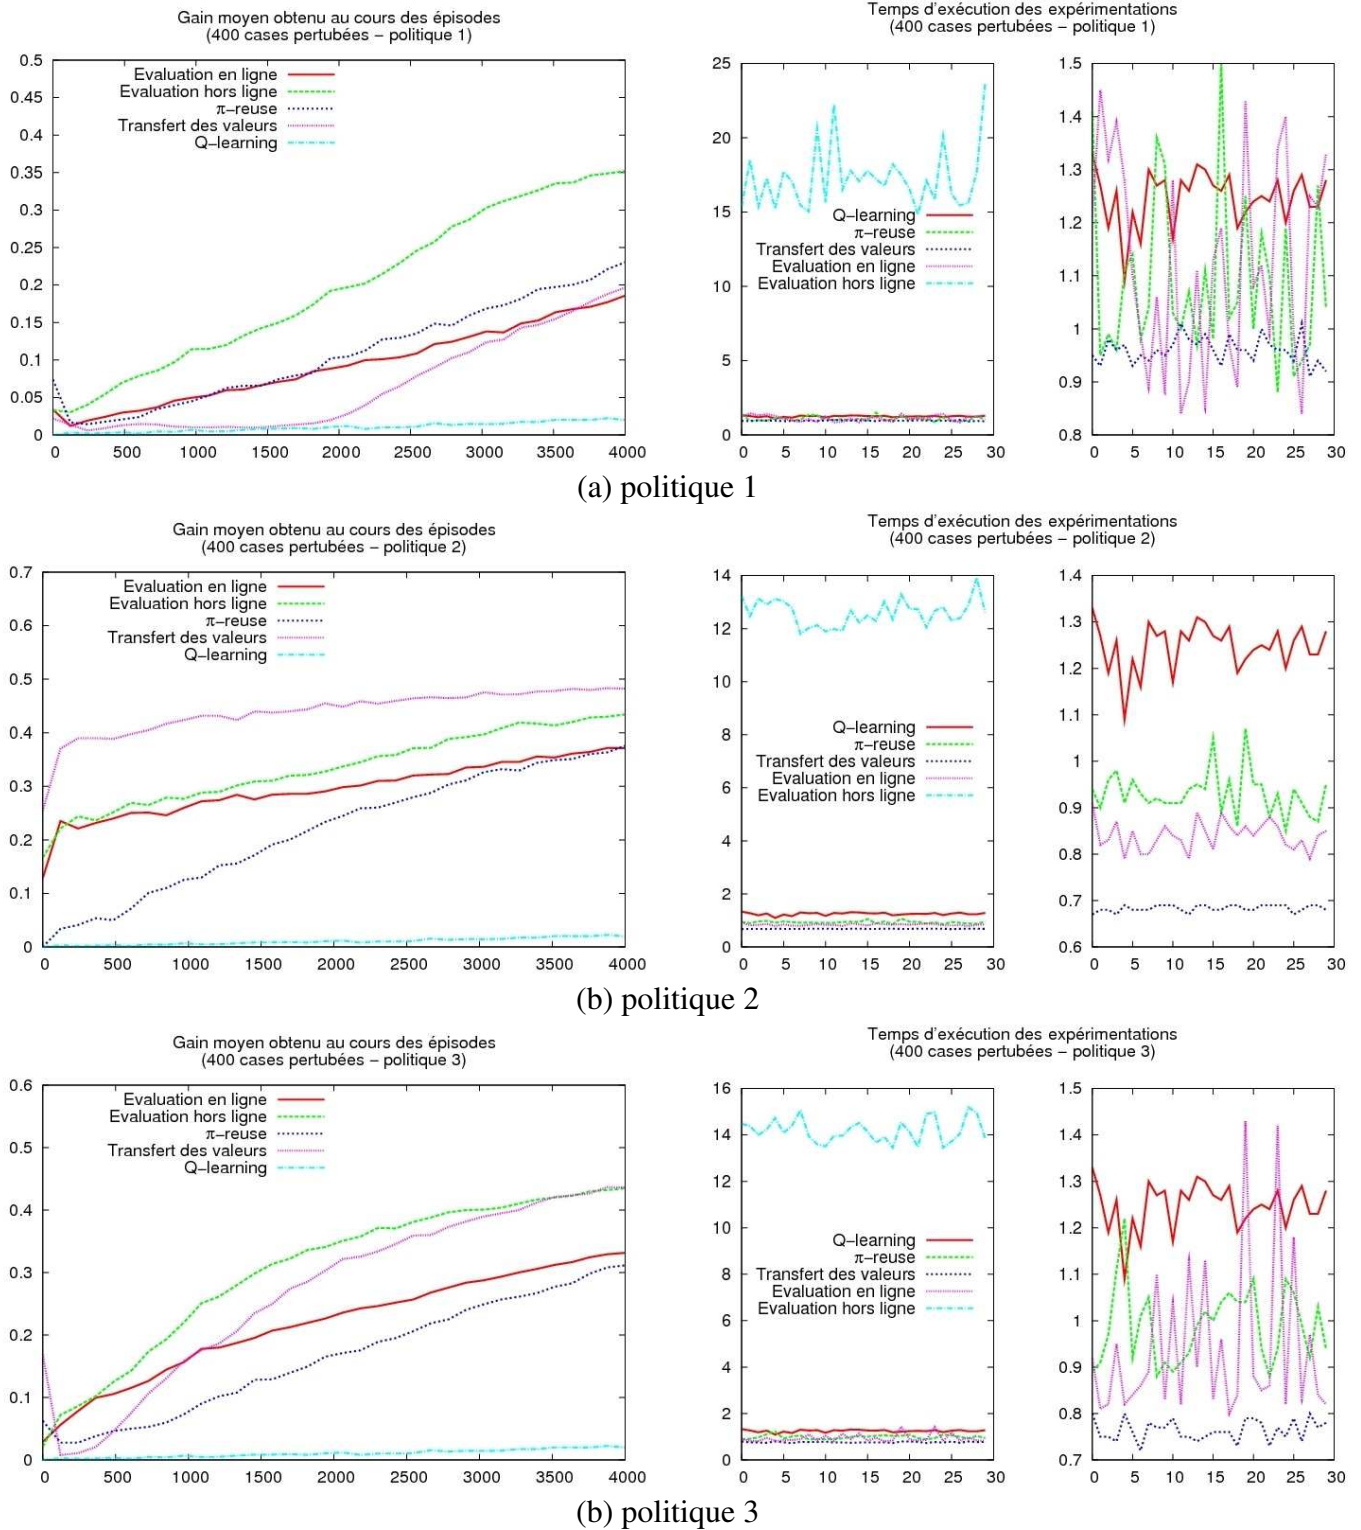 Gain moyen obtenu au cours des épisodes
(400 cases pertubées − politique 1)
0.5
0.45
0.4
0.35
0.3
0.25
0.2
0.15
0.1
0.05
0
Evaluation en ligne
Evaluation hors ligne
π−reuse
Transfert des valeurs
Q−learning
0 500 1000 1500 2000 2500 3000 3500 4000
Temps d'exécution des expérimentations
(400 cases pertubées − politique 1)
25
20
15
10
5
0
Q−learning
π−reuse
Transfert des valeurs
Evaluation en ligne
Evaluation hors ligne
0 5 10 15 20 25 30
1.5
1.4
1.3
1.2
1.1
1
0.9
0.8
0 5 10 15 20 25 30
(a) politique 1
Gain moyen obtenu au cours des épisodes
(400 cases pertubées − politique 2)
0.7
0.6
0.5
0.4
0.3
0.2
0.1
0
Evaluation en ligne
Evaluation hors ligne
π−reuse
Transfert des valeurs
Q−learning
0 500 1000 1500 2000 2500 3000 3500 4000
Temps d'exécution des expérimentations
(400 cases pertubées − politique 2)
14
12
10
8
6
4
2
0
Q−learning
π−reuse
Transfert des valeurs
Evaluation en ligne
Evaluation hors ligne
0 5 10 15 20 25 30
1.4
1.3
1.2
1.1
1
0.9
0.8
0.7
0.6
0 5 10 15 20 25 30
(b) politique 2
Gain moyen obtenu au cours des épisodes
(400 cases pertubées − politique 3)
0.6
0.5
0.4
0.3
0.2
0.1
0
Evaluation en ligne
Evaluation hors ligne
π−reuse
Transfert des valeurs
Q−learning
0 500 1000 1500 2000 2500 3000 3500 4000
Temps d'exécution des expérimentations
(400 cases pertubées − politique 3)
16
14
12
10
8
6
4
2
0
Q−learning
π−reuse
Transfert des valeurs
Evaluation en ligne
Evaluation hors ligne
0 5 10 15 20 25 30
1.5
1.4
1.3
1.2
1.1
1
0.9
0.8
0.7
0 5 10 15 20 25 30
(b) politique 3